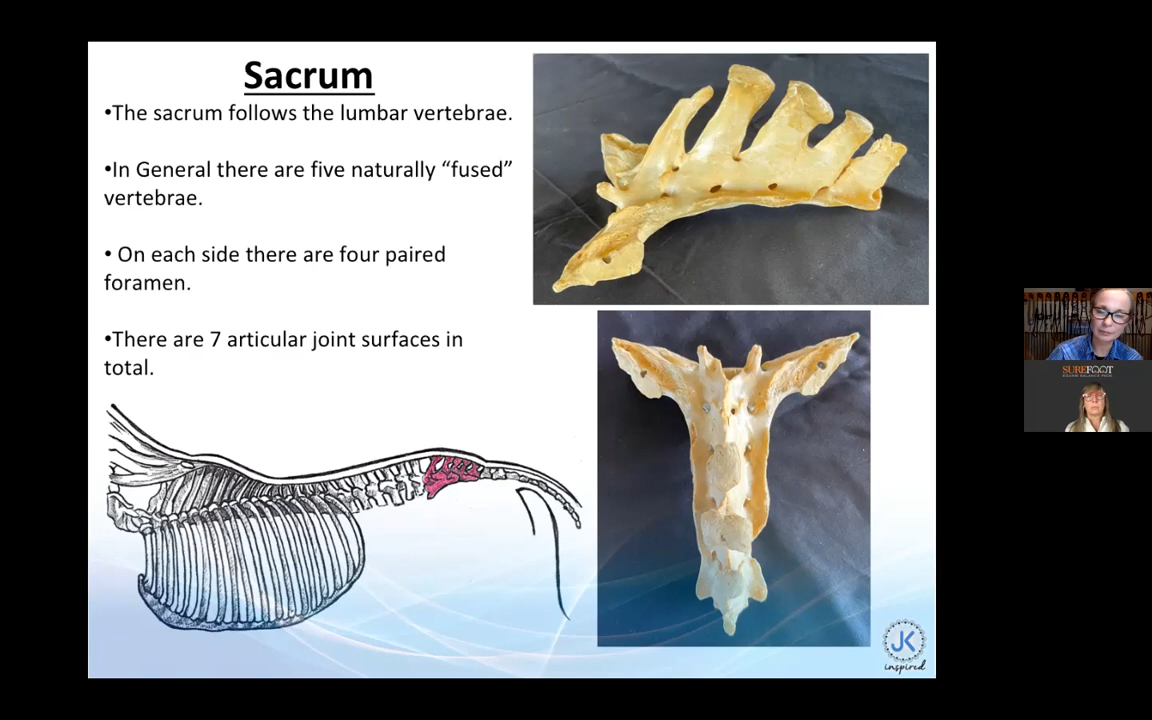 Sacrum
•The sacrum follows the lumbar vertebrae.
•In General there are five naturally “fused”
vertebrae.
• On each side there are four paired
foramen.
•There are 7 articular joint surfaces in
total.
JK
inspired
SUREFOOT